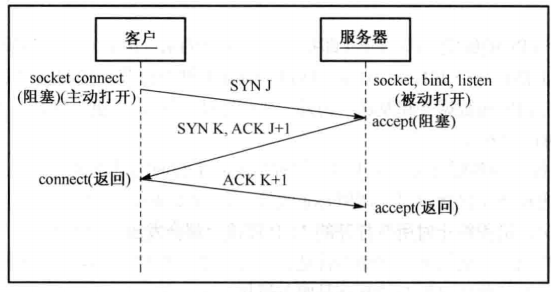 客户
服务器
socket connect
(阻塞)(主动打开)
SYN J
socket, bind, listen
(被动打开)
accept(阻塞)
SYN K, ACK J+1
connect(返回)
ACK K+1
accept(返回)